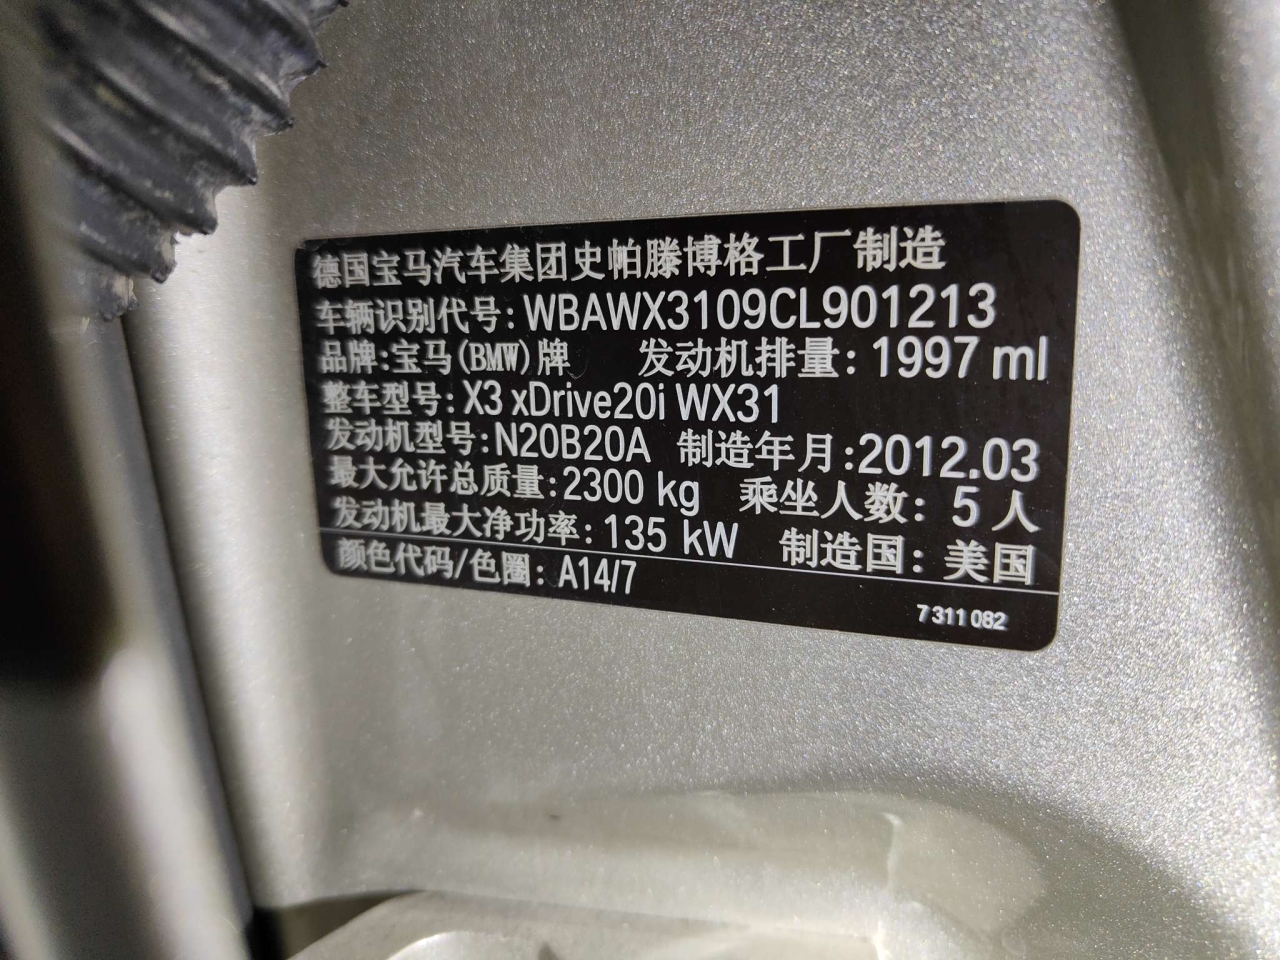 德国宝马汽车集团史帕滕博格工厂制造
车辆识别代号: WBAWX3109CL901213
品牌:宝马(BMW)牌 发动机排量: 1997 ml
整车型号: X3 xDrive20i WX31
发动机型号: N20B20A 制造年月:2012.03
最大允许总质量:2300 kg 乘坐人数: 5 人
发动机最大净功率: 135 kW 制造国: 美国
颜色代码/色圈: A14/7
7 311 082